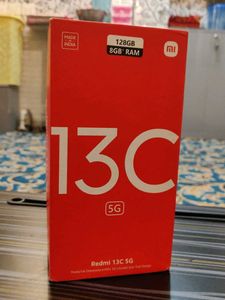 MADE IN
INDIA
128GB
8GB* RAM
mi
13C
5G
Redmi 13C 5G